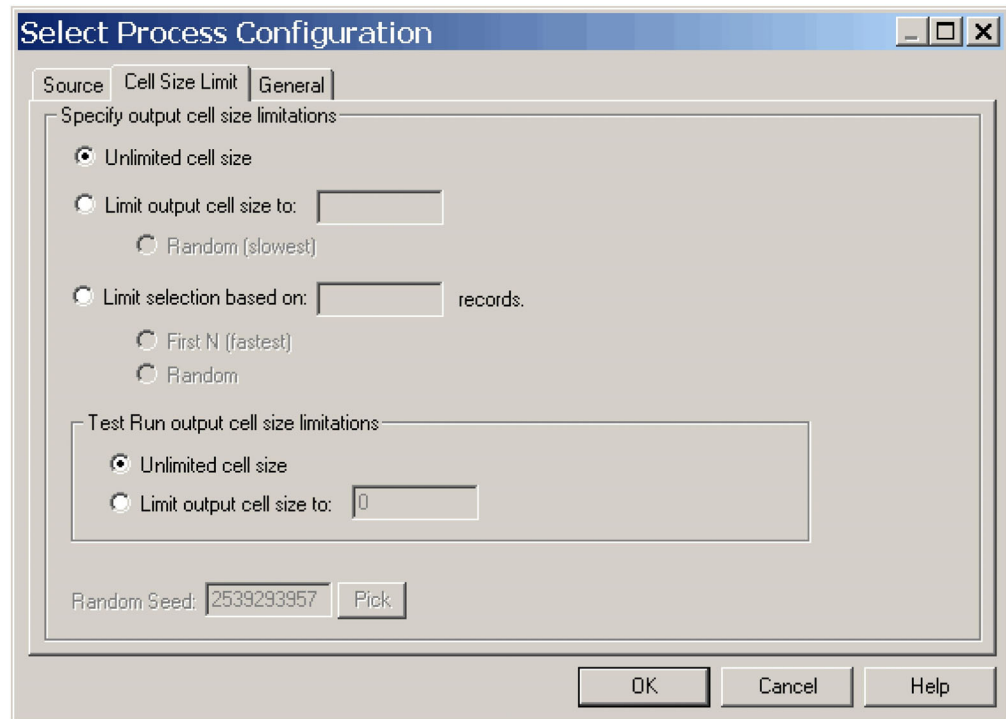 Select Process Configuration
Source Cell Size Limit General
Specify output cell size limitations
Unlimited cell size
Limit output cell size to:
Random (slowest)
Limit selection based on: records.
First N (fastest)
Random
Test Run output cell size limitations
Unlimited cell size
Limit output cell size to: 0
Random Seed: 2539293957 Pick
OK Cancel Help